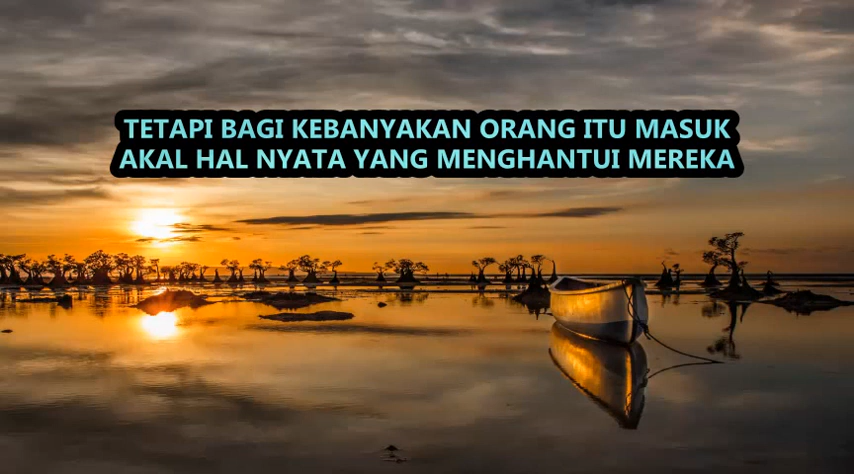 TETAPI BAGI KEBANYAKAN ORANG ITU MASUK
AKAL HAL NYATA YANG MENGHANTUI MEREKA